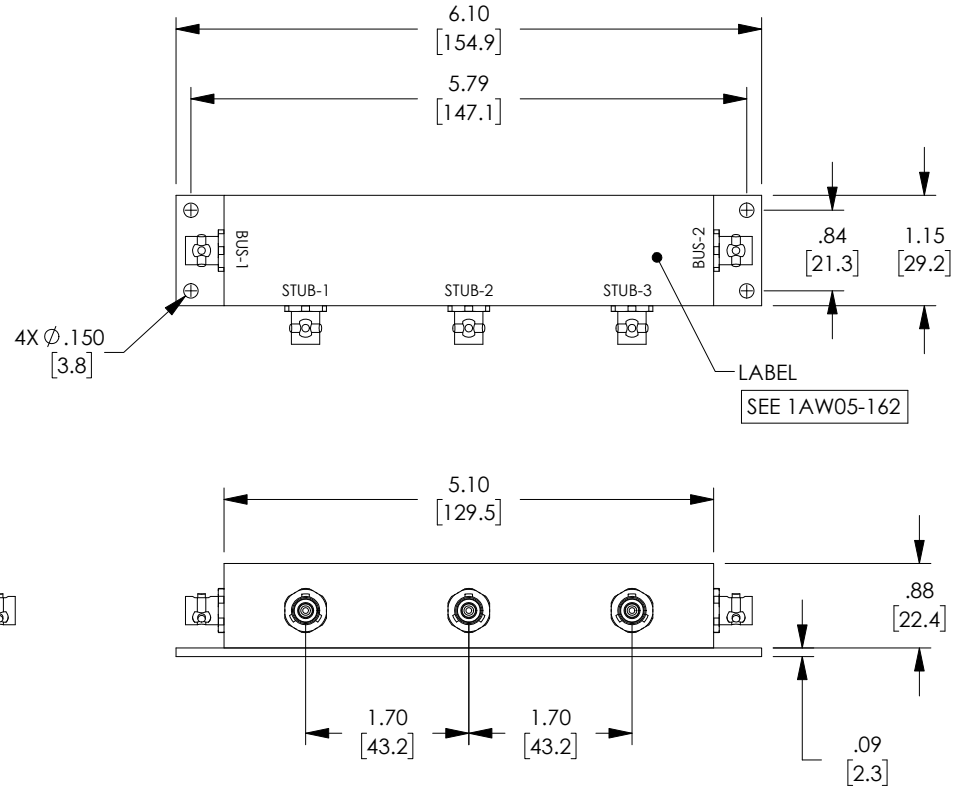 6.10
[154.9]
5.79
[147.1]
BUS-1
BUS-2
.84
[21.3]
1.15
[29.2]
STUB-1
STUB-2
STUB-3
4X Ø .150
[3.8]
LABEL
SEE 1AW05-162
5.10
[129.5]
.88
[22.4]
1.70
[43.2]
1.70
[43.2]
.09
[2.3]